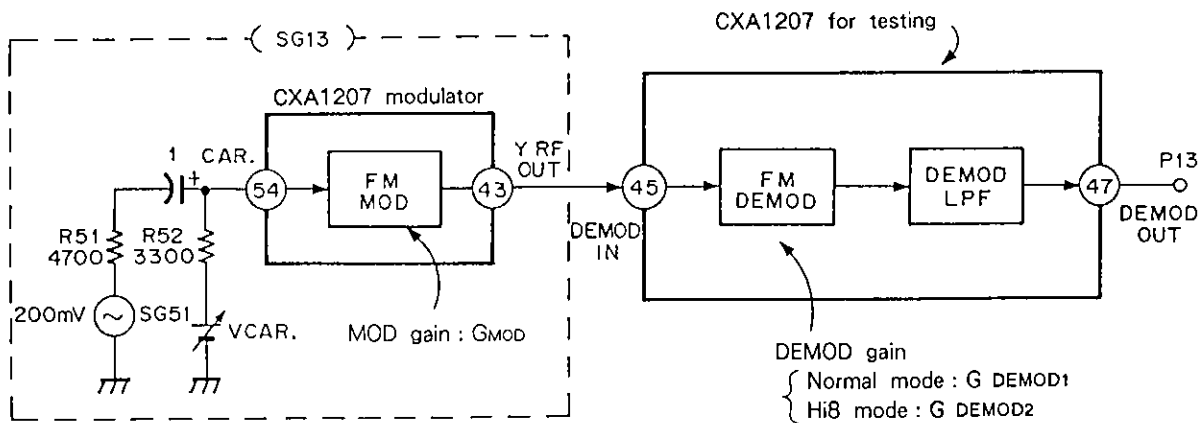 CXA1207 for testing
SG13
CXA1207 modulator
1
+
CAR.
54
FM
MOD
43
Y RF
OUT
45
DEMOD
IN
FM
DEMOD
DEMOD
LPF
47
P13
DEMOD
OUT
R51
4700
R52
3300
200mV
SG51
VCAR.
MOD gain : GMOD
DEMOD gain
Normal mode : G DEMOD1
Hi8 mode : G DEMOD2